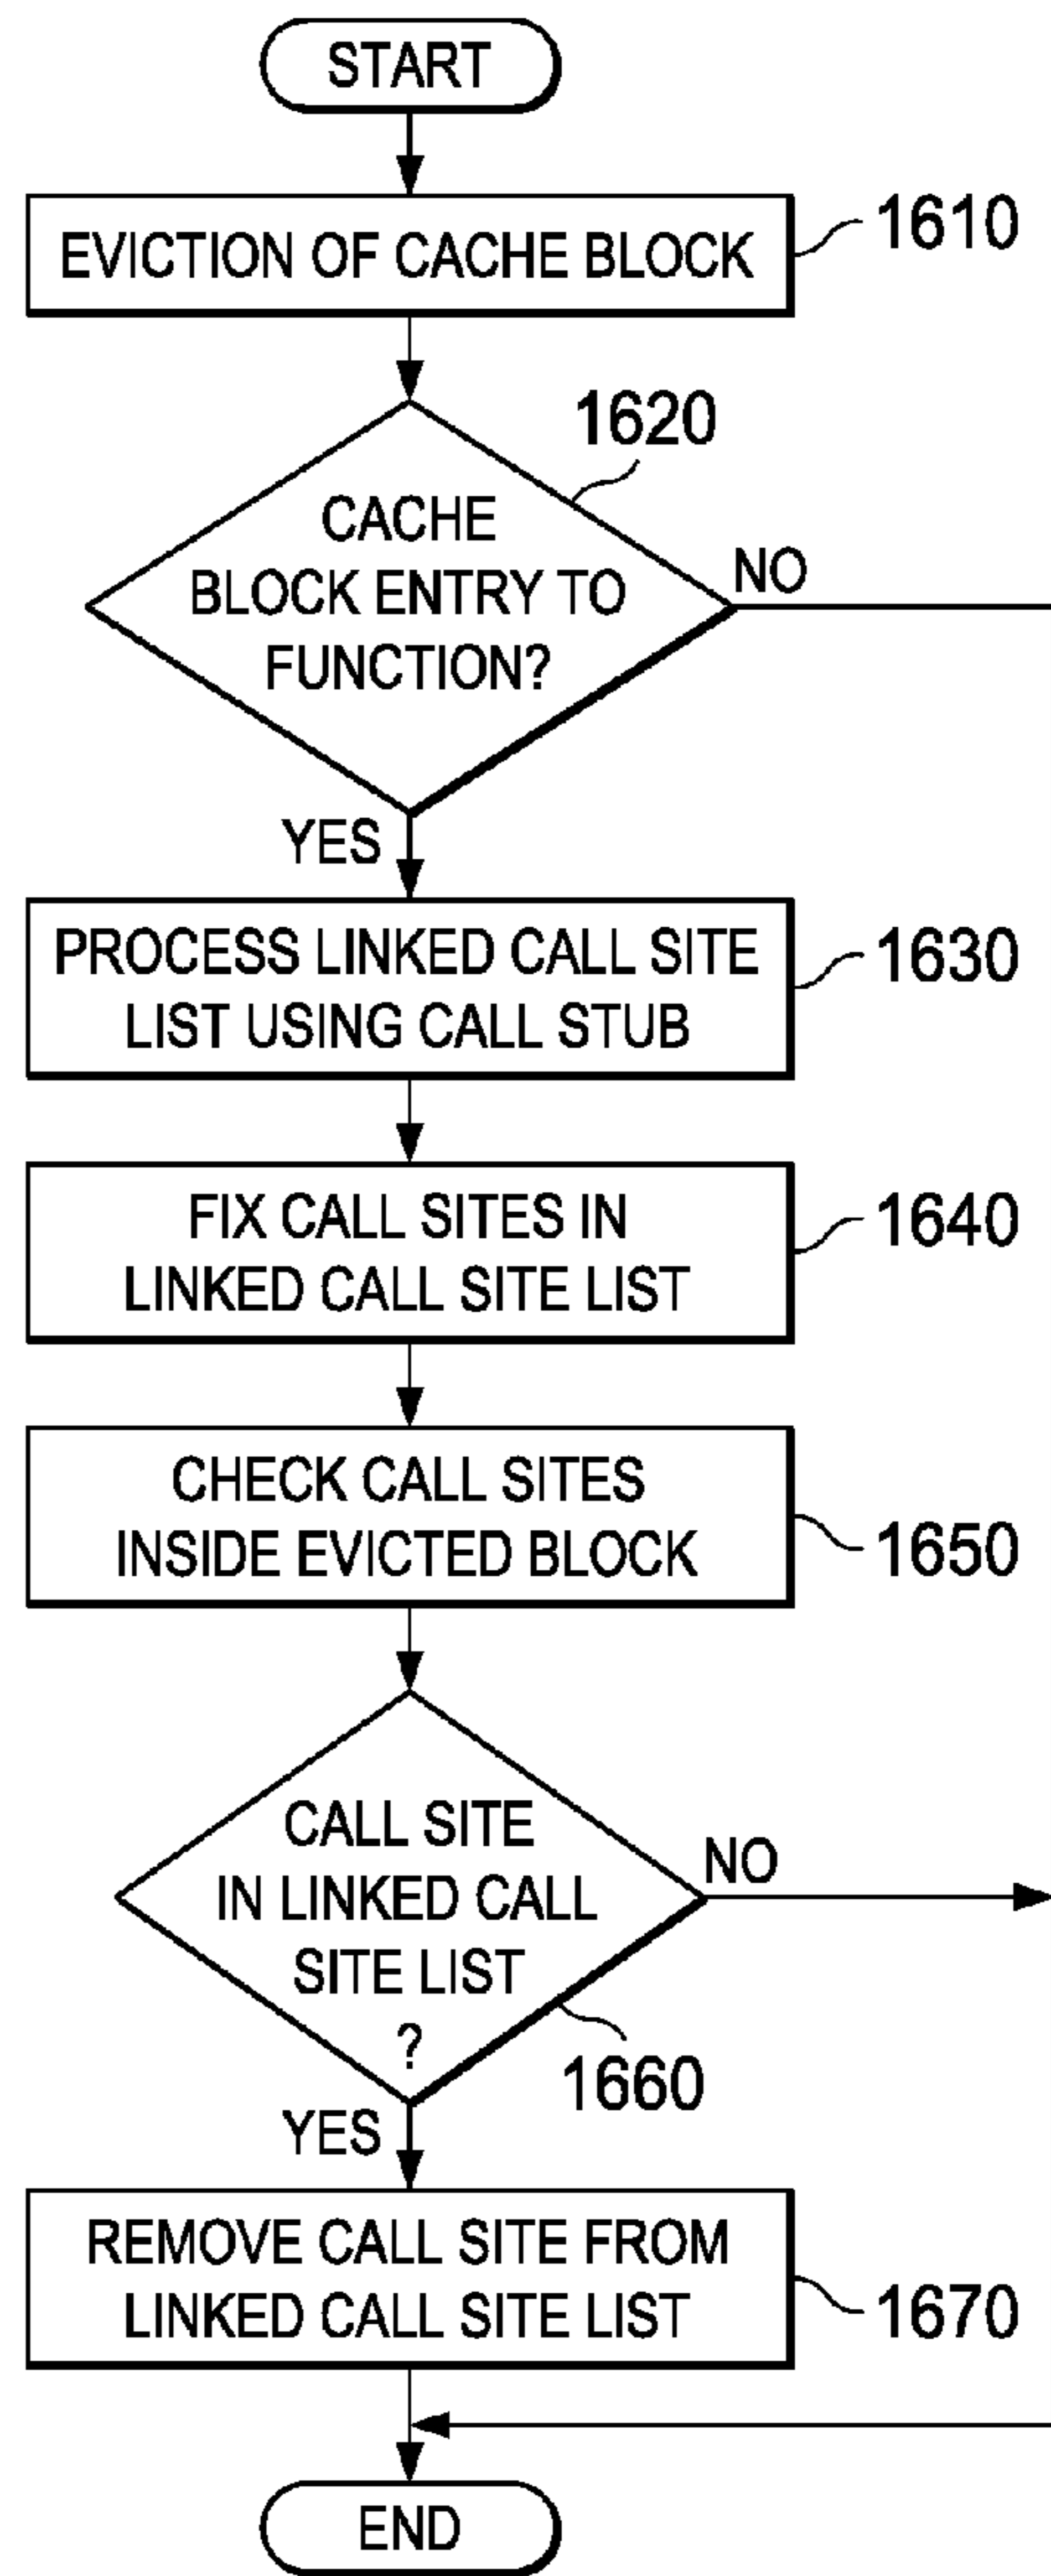 START
EVICTION OF CACHE BLOCK
1610
1620
CACHE
BLOCK ENTRY TO
FUNCTION?
NO
YES
PROCESS LINKED CALL SITE
LIST USING CALL STUB
1630
FIX CALL SITES IN
LINKED CALL SITE LIST
1640
CHECK CALL SITES
INSIDE EVICTED BLOCK
1650
CALL SITE
IN LINKED CALL
SITE LIST
?
NO
1660
YES
REMOVE CALL SITE FROM
LINKED CALL SITE LIST
1670
END